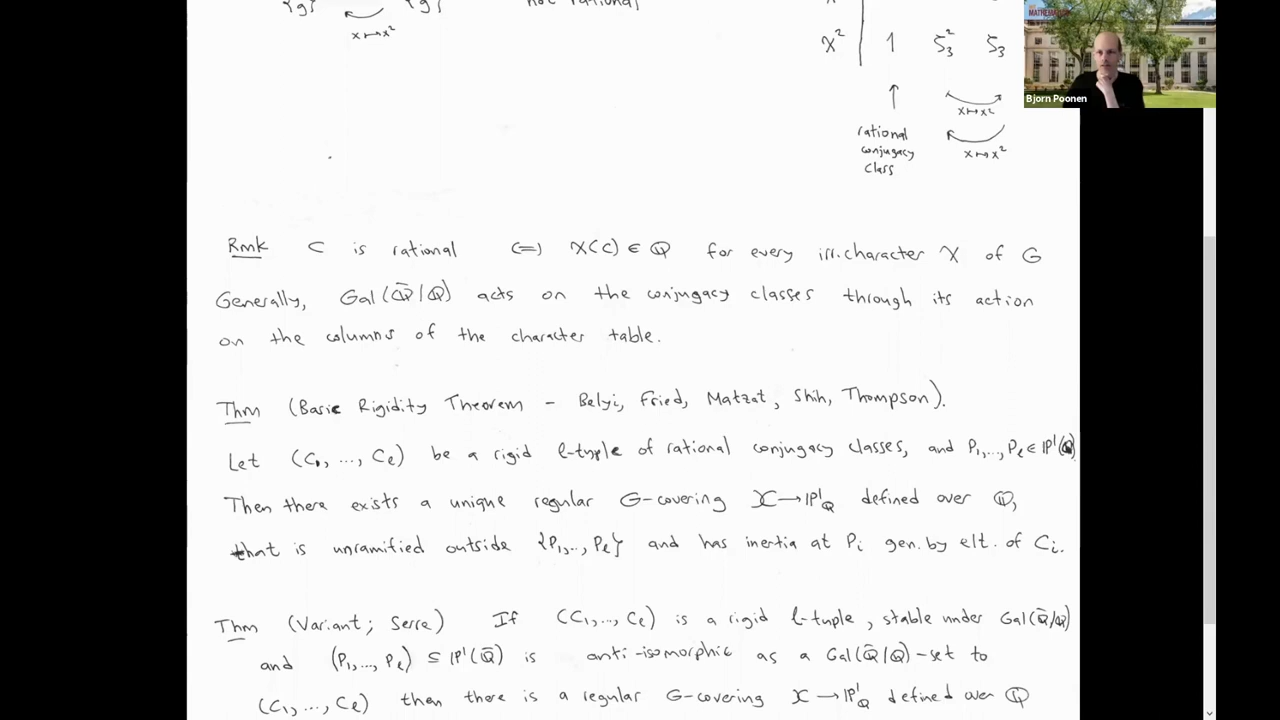 {g} {g²} not rational
x↦x²
χ² | 1 ζ₃² ζ₃
x↦x²
x↦x²
rational
conjugacy
class
MATHEMATICS
Bjorn Poonen
Rmk C is rational (=) χ(C) ∈ ℚ for every irr. character χ of G
Generally, Gal(ℚ̄/ℚ) acts on the conjugacy classes through its action
on the columns of the character table.
Thm (Basic Rigidity Theorem - Belyi, Fried, Matzat, Shih, Thompson).
Let (C₁, ..., Cℓ) be a rigid ℓ-tuple of rational conjugacy classes, and P₁,..., Pℓ ∈ ℙ¹(ℚ)
Then there exists a unique regular G-covering X → ℙ¹_ℚ defined over ℚ,
that is unramified outside {P₁,.., Pℓ} and has inertia at Pᵢ gen. by elt. of Cᵢ.
Thm (Variant; Serre) If (C₁,.., Cℓ) is a rigid ℓ-tuple, stable under Gal(ℚ̄/ℚ)
and (P₁,..., Pℓ) ⊆ ℙ¹(ℚ̄) is anti-isomorphic as a Gal(ℚ̄/ℚ)-set to
(C₁, ..., Cℓ) then there is a regular G-covering X → ℙ¹_ℚ defined over ℚ